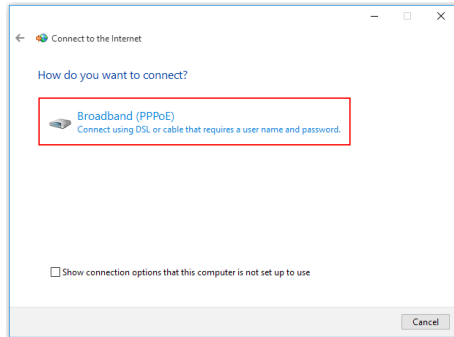 Connect to the Internet
How do you want to connect?
Broadband (PPPoE)
Connect using DSL or cable that requires a user name and password.
Show connection options that this computer is not set up to use
Cancel